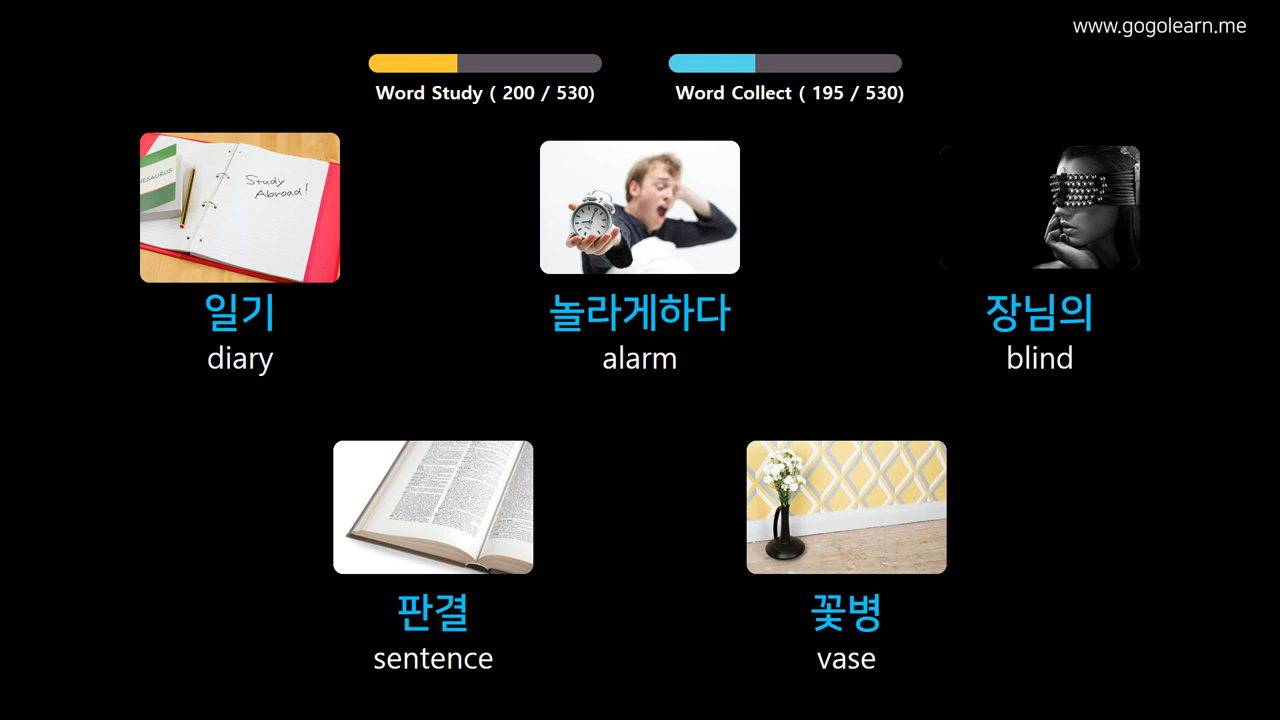 www.gogolearn.me
Word Study ( 200 / 530)
Word Collect ( 195 / 530)
Study
Abroad!
일기
diary
놀라게하다
alarm
장님의
blind
판결
sentence
꽃병
vase